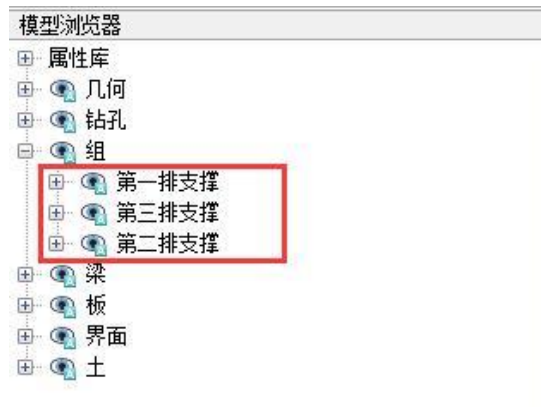 模型浏览器
属性库
几何
钻孔
组
第一排支撑
第三排支撑
第二排支撑
梁
板
界面
土